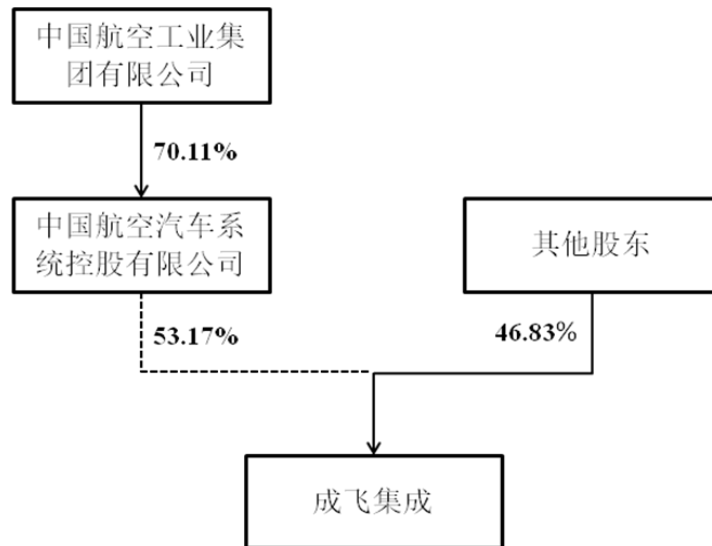 中国航空工业集
团有限公司
70.11%
中国航空汽车系
统控股有限公司
其他股东
53.17%
46.83%
成飞集成